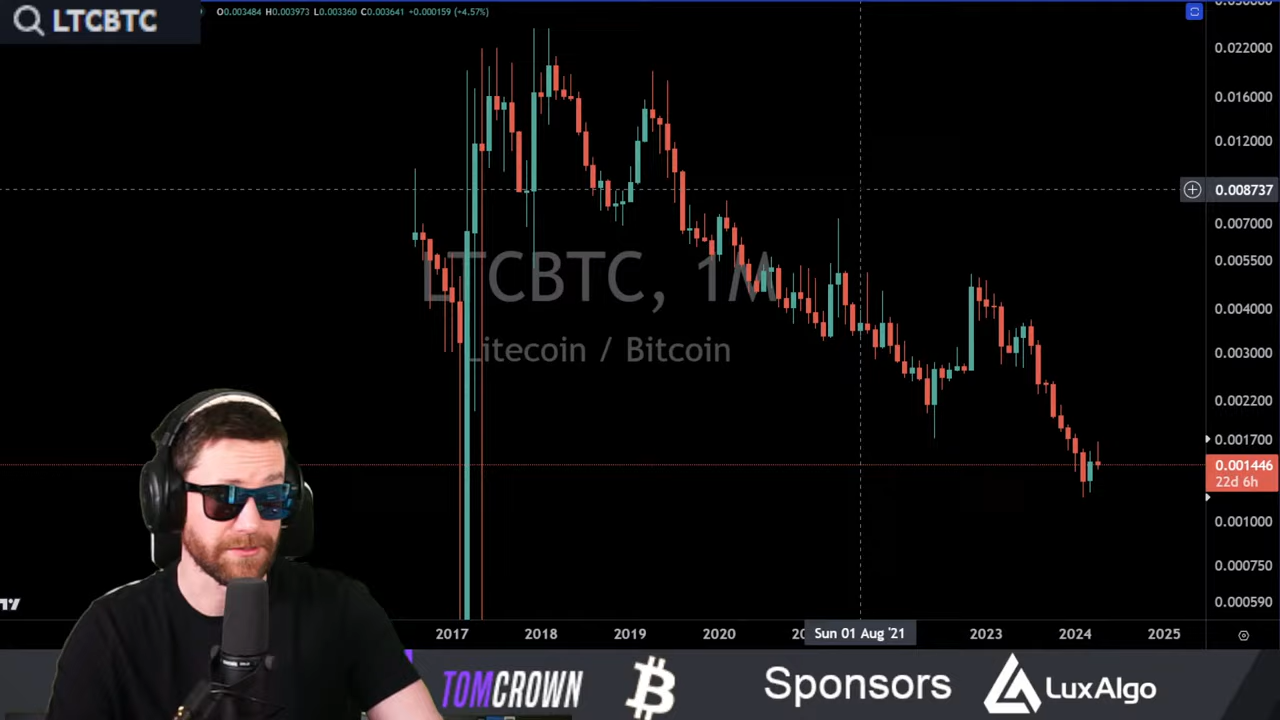 LTCBTC
O0.003484 H0.003973 L0.003360 C0.003641 +0.000159 (+4.57%)
0.022000
0.016000
0.012000
0.008737
0.007000
0.005500
0.004000
0.003000
0.002200
0.001700
0.001446
22d 6h
0.001000
0.000750
0.000590
LTCBTC, 1M
Litecoin / Bitcoin
2017
2018
2019
2020
Sun 01 Aug '21
2023
2024
2025
TOMCROWN
Sponsors
LuxAlgo